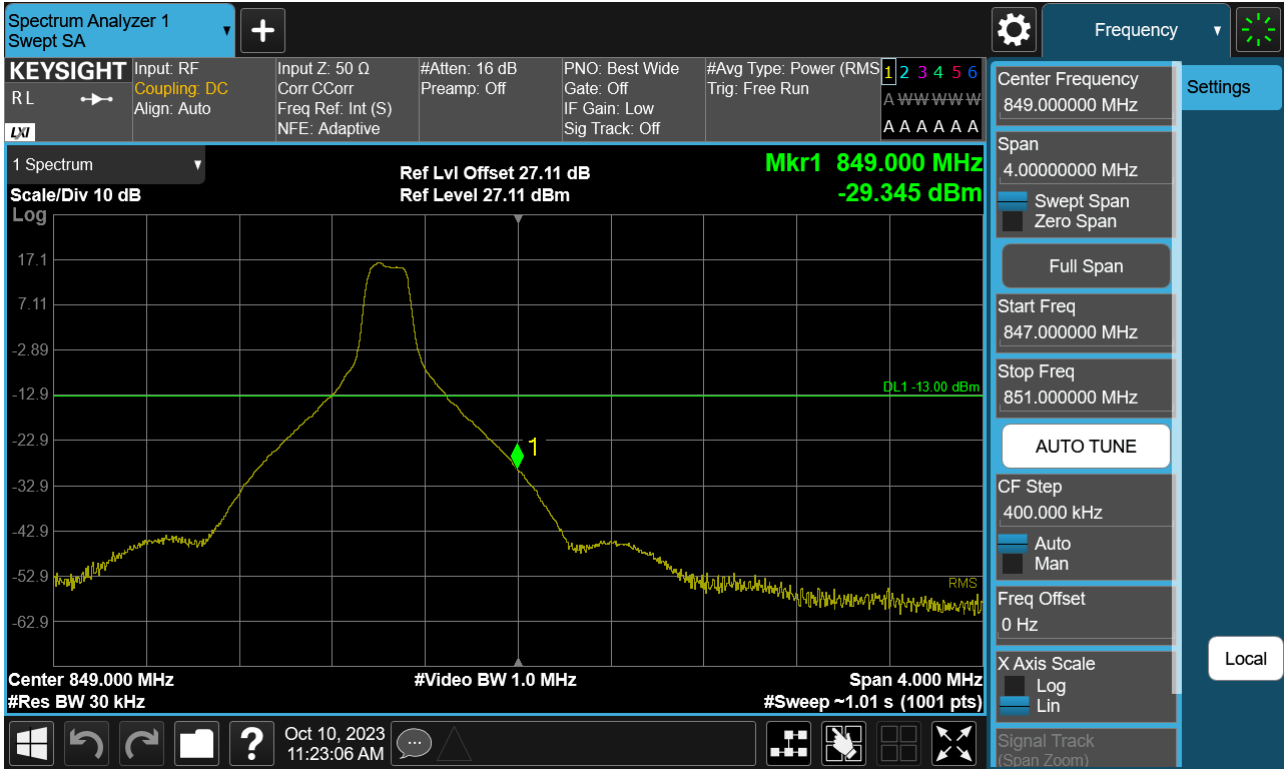 Spectrum Analyzer 1
Swept SA
Frequency
KEYSIGHT
R L
LXI
Input: RF
Coupling: DC
Align: Auto
Input Z: 50 Ω
Corr CCorr
Freq Ref: Int (S)
NFE: Adaptive
#Atten: 16 dB
Preamp: Off
PNO: Best Wide
Gate: Off
IF Gain: Low
Sig Track: Off
#Avg Type: Power (RMS
Trig: Free Run
1 2 3 4 5 6
A W W W W W
A A A A A A
1 Spectrum
Scale/Div 10 dB
Log
Ref Lvl Offset 27.11 dB
Ref Level 27.11 dBm
Mkr1 849.000 MHz
-29.345 dBm
17.1
7.11
-2.89
-12.9
-22.9
-32.9
-42.9
-52.9
-62.9
DL1 -13.00 dBm
1
RMS
Center 849.000 MHz
#Video BW 1.0 MHz
Span 4.000 MHz
#Res BW 30 kHz
#Sweep ~1.01 s (1001 pts)
Oct 10, 2023
11:23:06 AM
Center Frequency
849.000000 MHz
Span
4.00000000 MHz
Swept Span
Zero Span
Full Span
Start Freq
847.000000 MHz
Stop Freq
851.000000 MHz
AUTO TUNE
CF Step
400.000 kHz
Auto
Man
Freq Offset
0 Hz
X Axis Scale
Log
Lin
Signal Track
(Span Zoom)
Settings
Local